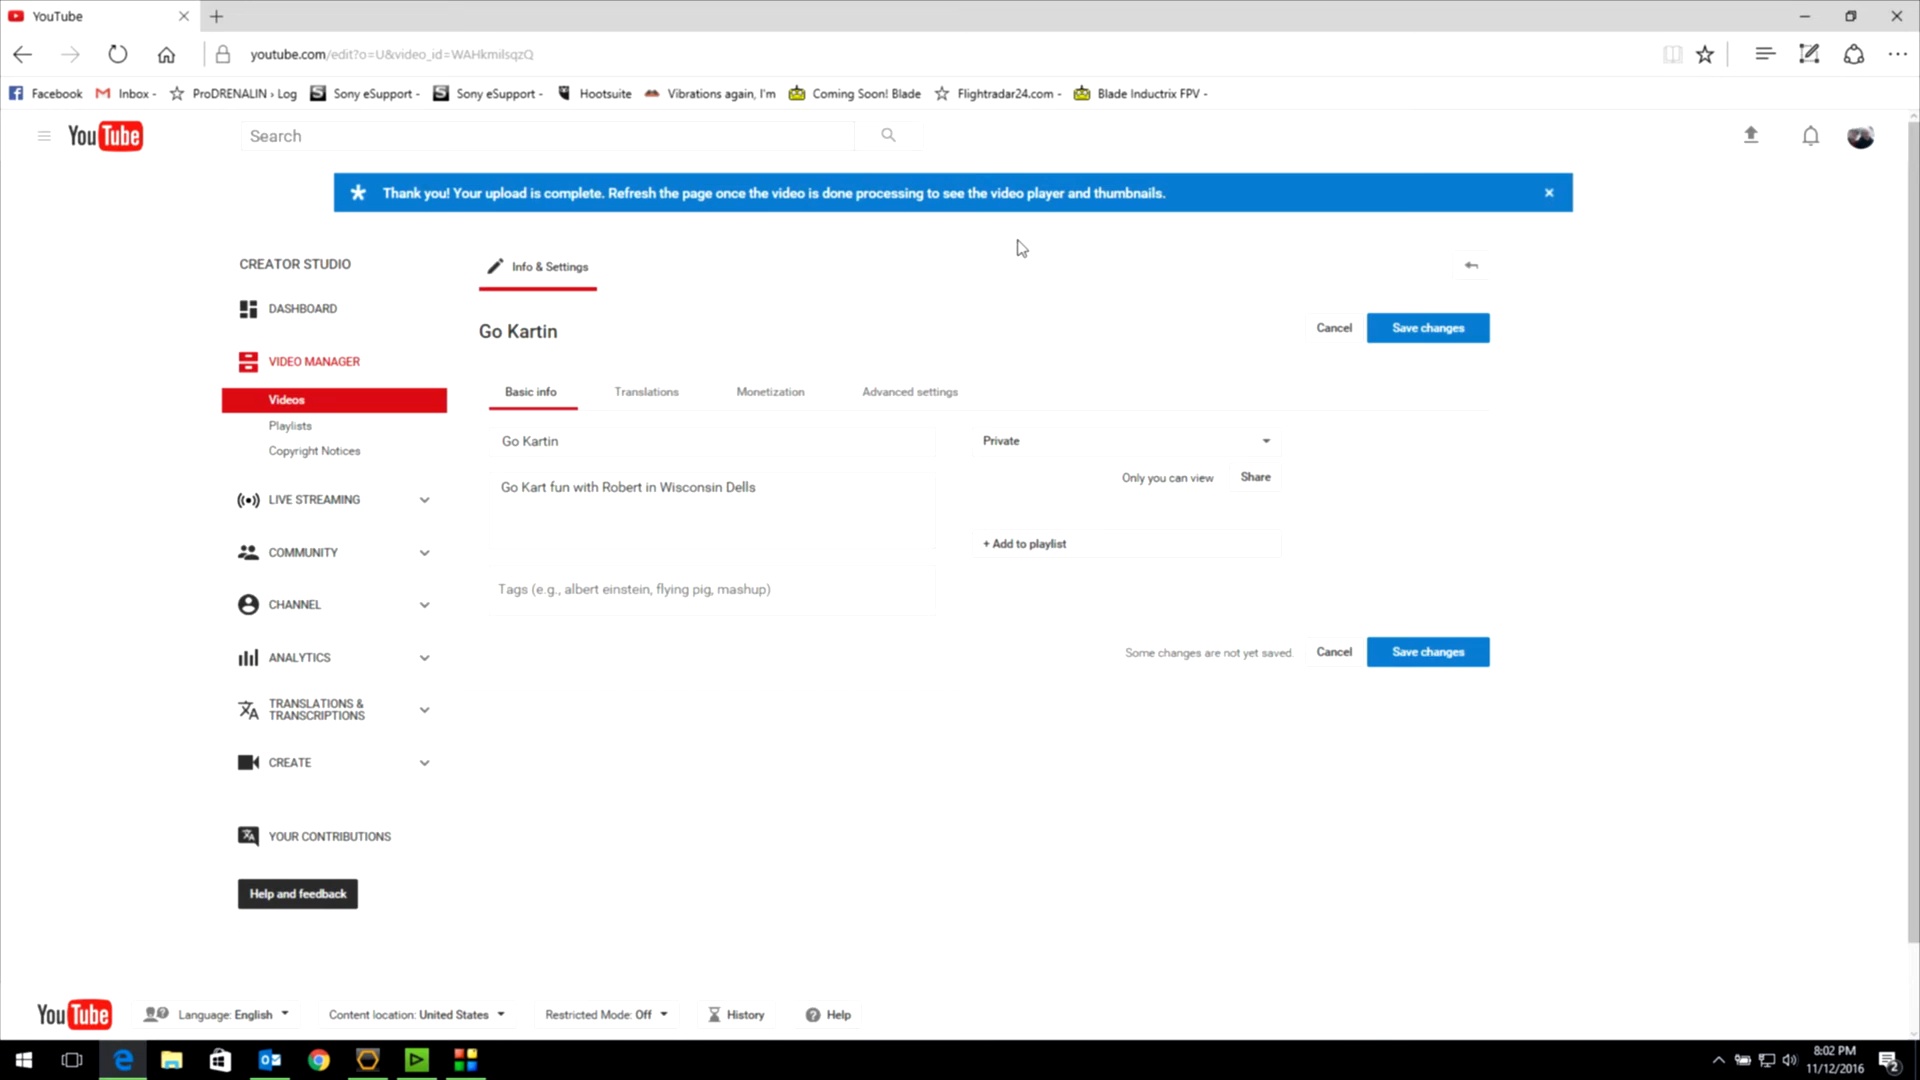 YouTube
youtube.com/edit?o=U&video_id=WAHkmilsqzQ
Facebook
Inbox -
ProDRENALIN › Log
Sony eSupport -
Sony eSupport -
Hootsuite
Vibrations again, I'm
Coming Soon! Blade
Flightradar24.com -
Blade Inductrix FPV -
YouTube
Search
Thank you! Your upload is complete. Refresh the page once the video is done processing to see the video player and thumbnails.
CREATOR STUDIO
DASHBOARD
VIDEO MANAGER
Videos
Playlists
Copyright Notices
LIVE STREAMING
COMMUNITY
CHANNEL
ANALYTICS
TRANSLATIONS &
TRANSCRIPTIONS
CREATE
YOUR CONTRIBUTIONS
Help and feedback
Info & Settings
Go Kartin
Cancel
Save changes
Basic info
Translations
Monetization
Advanced settings
Go Kartin
Private
Go Kart fun with Robert in Wisconsin Dells
Only you can view
Share
+ Add to playlist
Tags (e.g., albert einstein, flying pig, mashup)
Some changes are not yet saved.
Cancel
Save changes
YouTube
Language: English
Content location: United States
Restricted Mode: Off
History
Help
8:02 PM
11/12/2016
2